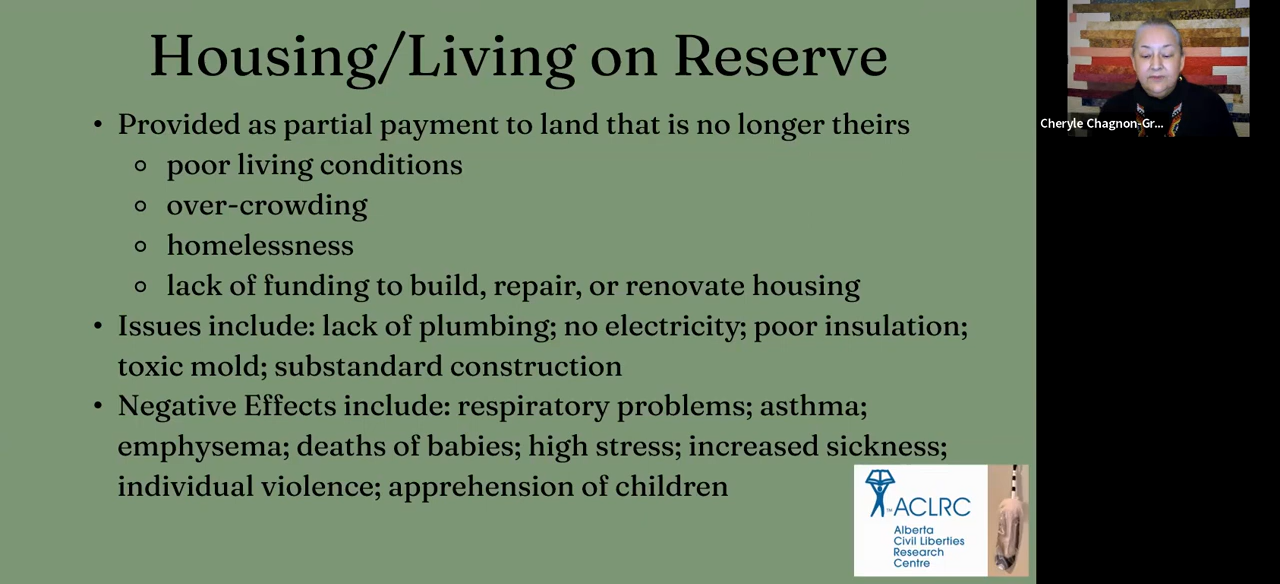 Housing/Living on Reserve
• Provided as partial payment to land that is no longer theirs
o poor living conditions
o over-crowding
o homelessness
o lack of funding to build, repair, or renovate housing
• Issues include: lack of plumbing; no electricity; poor insulation;
toxic mold; substandard construction
• Negative Effects include: respiratory problems; asthma;
emphysema; deaths of babies; high stress; increased sickness;
individual violence; apprehension of children
™ACLRC
Alberta
Civil Liberties
Research
Centre
Cheryle Chagnon-Gr...